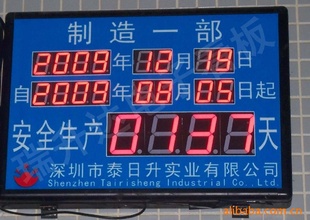 制造一部
2009年12月18日
自2009年 月05日起
安全生产0137天
深圳市泰日升实业有限公司
Shenzhen Tairisheng Industrial Co.,Ltd